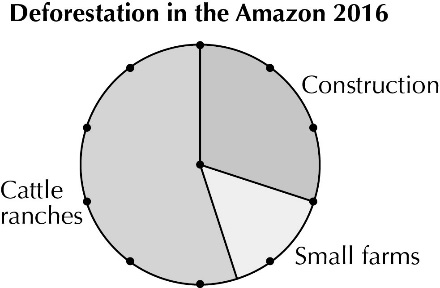 Deforestation in the Amazon 2016
Construction
Cattle
ranches
Small farms